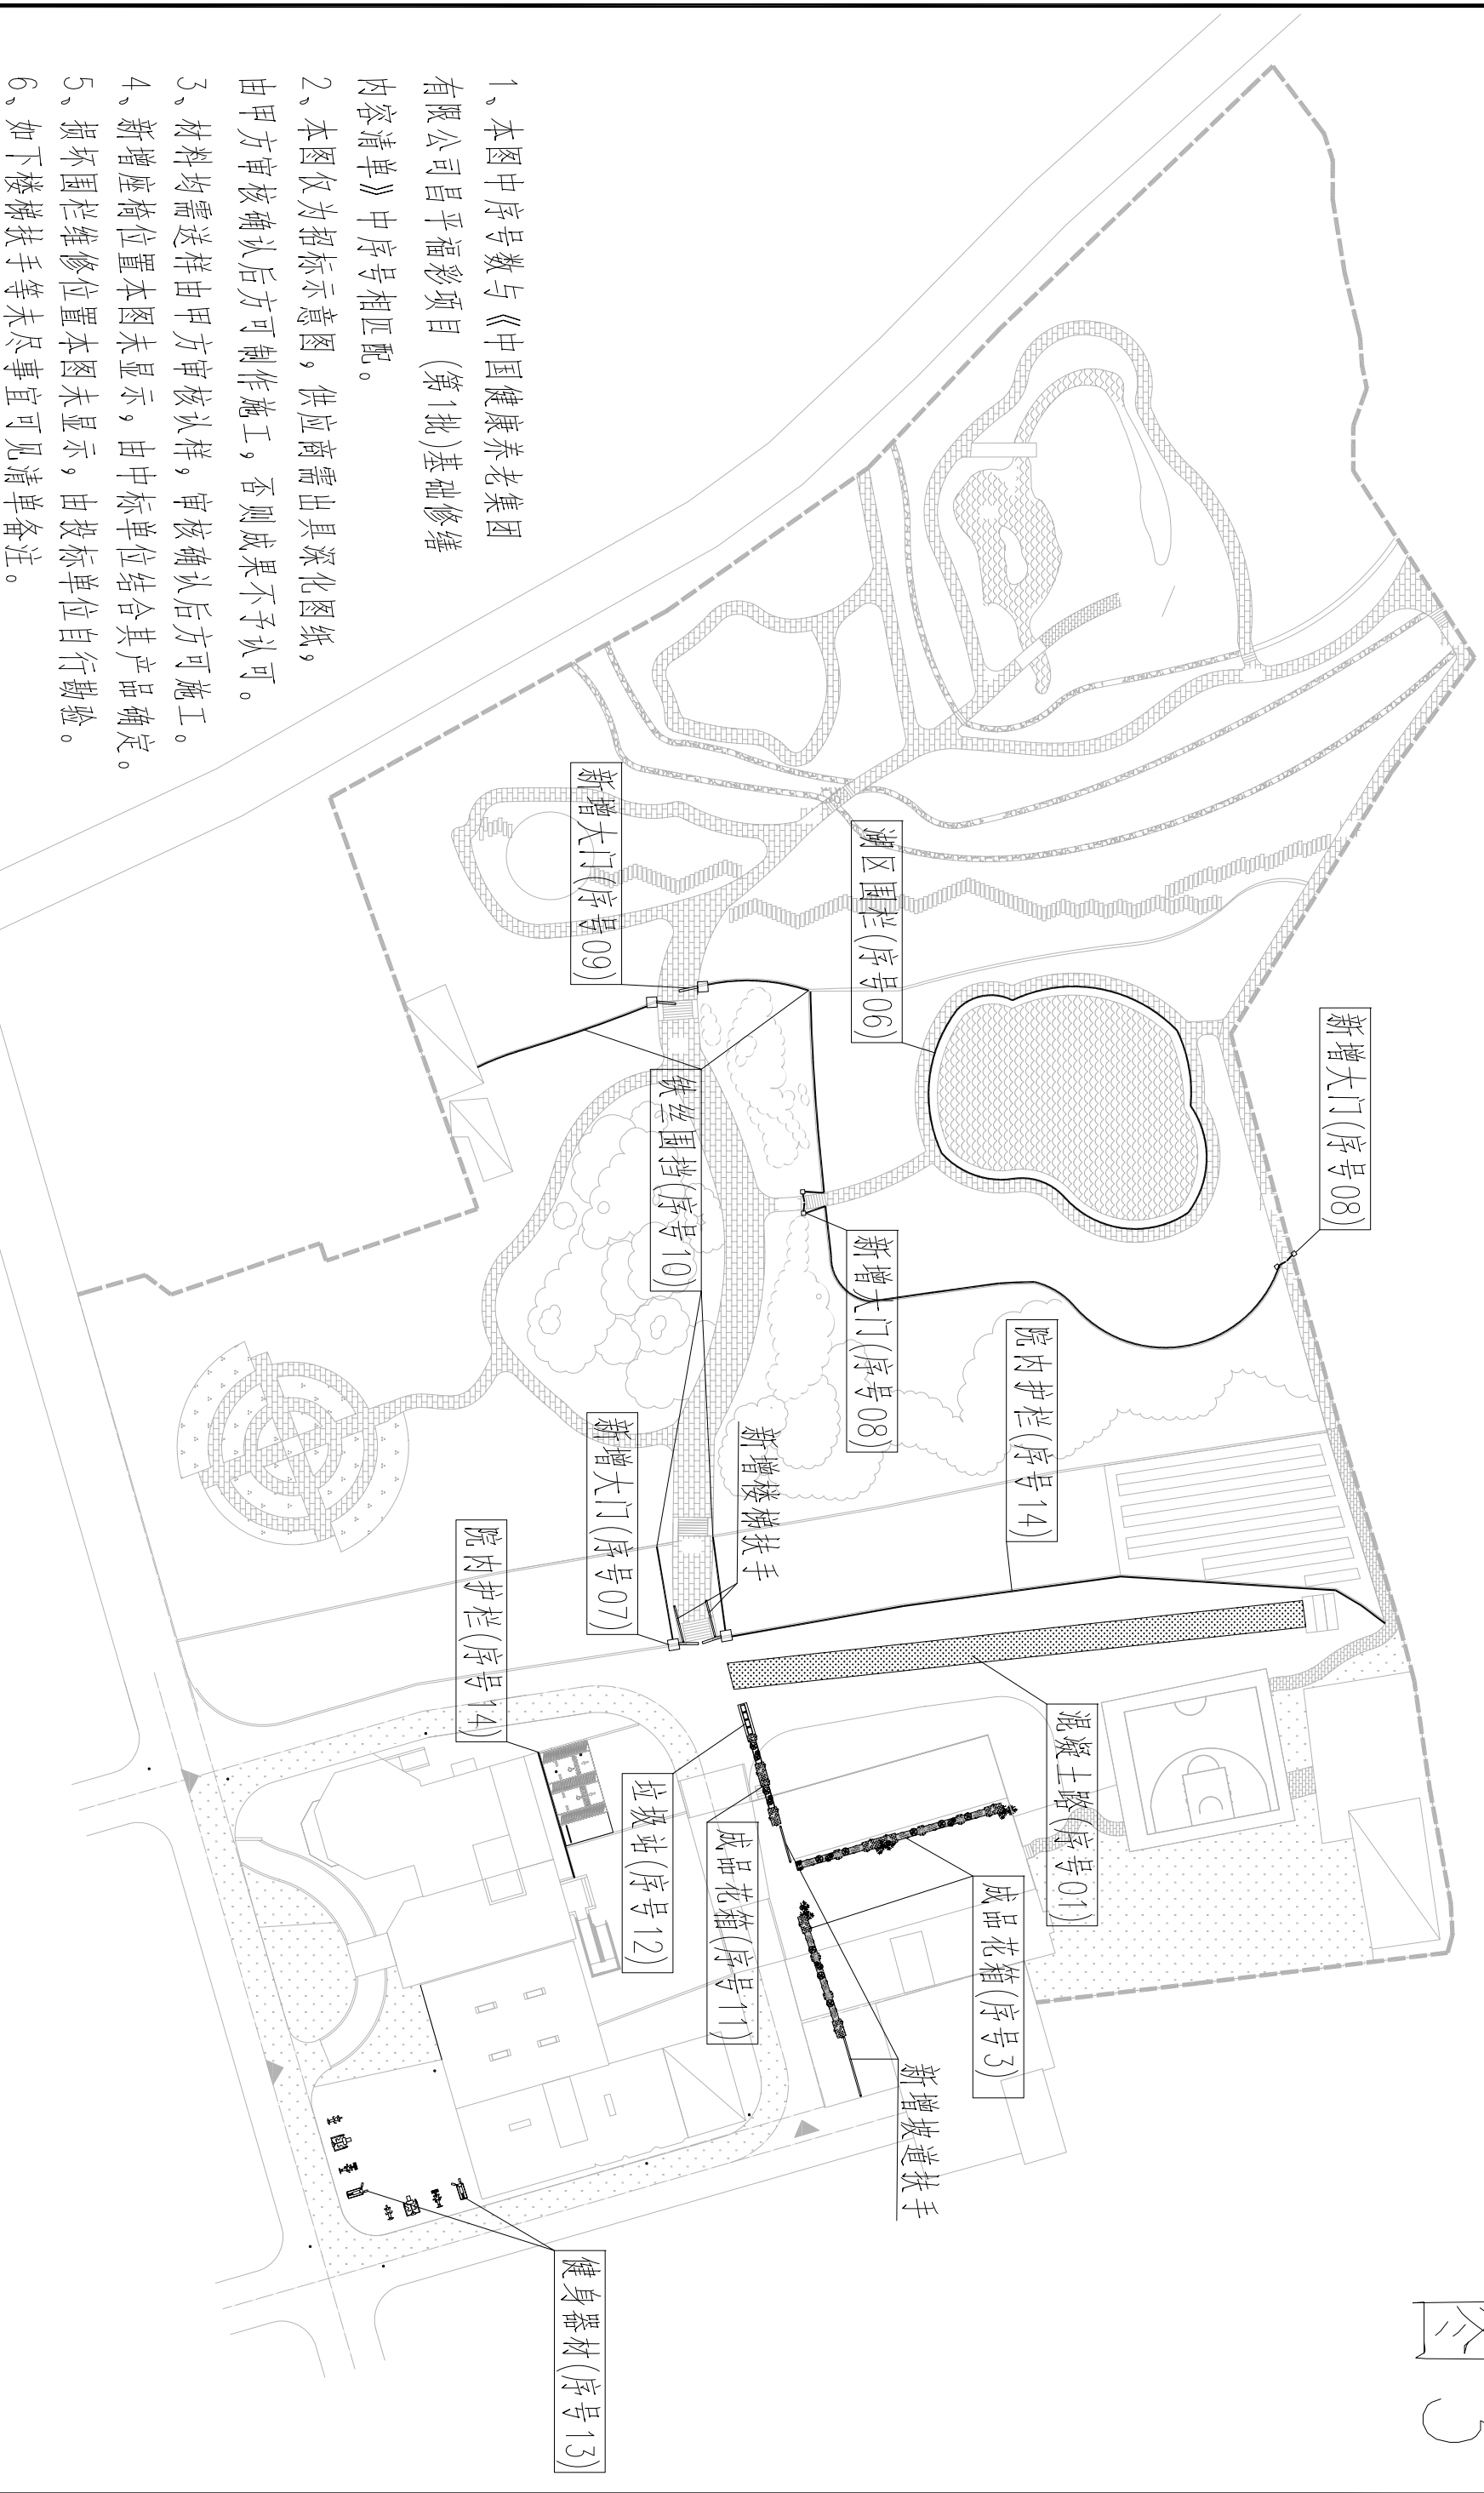 1、本图中序号数与《中国健康养老集团
有限公司昌平福彩项目（第1批）基础修缮
内容清单》中序号相匹配。
2、本图仅为招标示意图，供应商需出具深化图纸，
由甲方审核确认后方可制作施工，否则成果不予认可。
3、材料均需送样由甲方审核认样，审核确认后方可施工。
4、新增座椅位置本图未显示，由中标单位结合其产品确定。
5、损坏围栏维修位置本图未显示，由投标单位自行勘验。
6、如下楼梯扶手等未尽事宜可见清单备注。
新增大门(序号08)
湖区围栏(序号06)
新增大门(序号09)
铁丝围挡(序号10)
新增大门(序号08)
院内护栏(序号14)
新增楼梯扶手
新增大门(序号07)
院内护栏(序号14)
混凝土路(序号01)
垃圾站(序号12)
成品花箱(序号11)
成品花箱(序号3)
新增坡道扶手
健身器材(序号13)